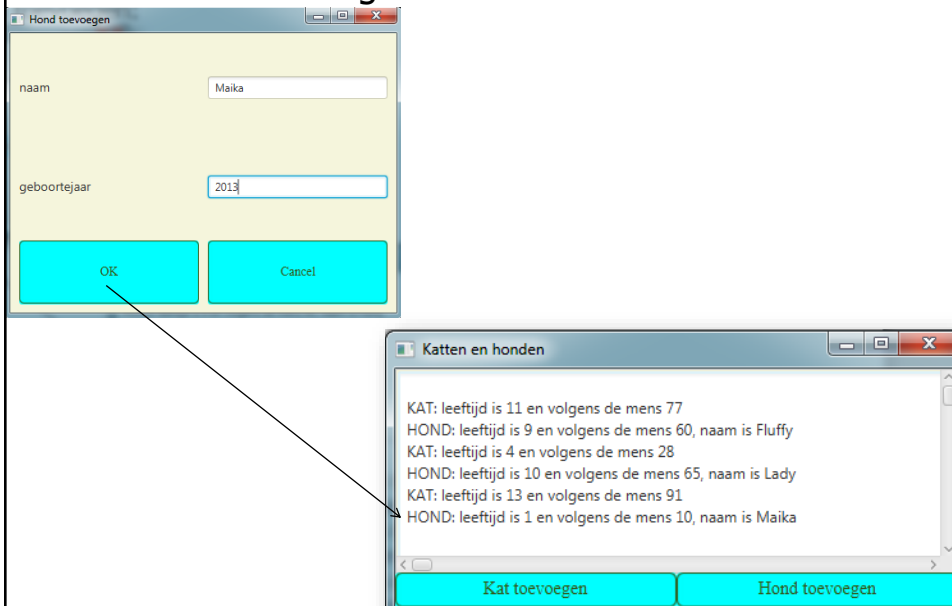 Hond toevoegen
naam
Maika
geboortejaar
2013
OK
Cancel
Katten en honden
KAT: leeftijd is 11 en volgens de mens 77
HOND: leeftijd is 9 en volgens de mens 60, naam is Fluffy
KAT: leeftijd is 4 en volgens de mens 28
HOND: leeftijd is 10 en volgens de mens 65, naam is Lady
KAT: leeftijd is 13 en volgens de mens 91
HOND: leeftijd is 1 en volgens de mens 10, naam is Maika
Kat toevoegen
Hond toevoegen